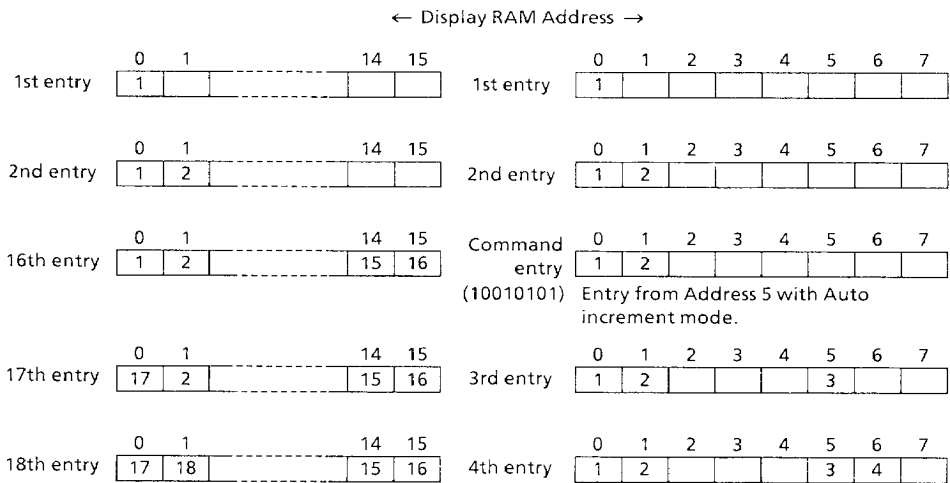 ← Display RAM Address →
0 1 14 15
1st entry 1
0 1 14 15
2nd entry 1 2
0 1 14 15
16th entry 1 2 15 16
0 1 14 15
17th entry 17 2 15 16
0 1 14 15
18th entry 17 18 15 16
0 1 2 3 4 5 6 7
1st entry 1
0 1 2 3 4 5 6 7
2nd entry 1 2
Command
entry
(10010101)
0 1 2 3 4 5 6 7
1 2
Entry from Address 5 with Auto
increment mode.
0 1 2 3 4 5 6 7
3rd entry 1 2 3
0 1 2 3 4 5 6 7
4th entry 1 2 3 4